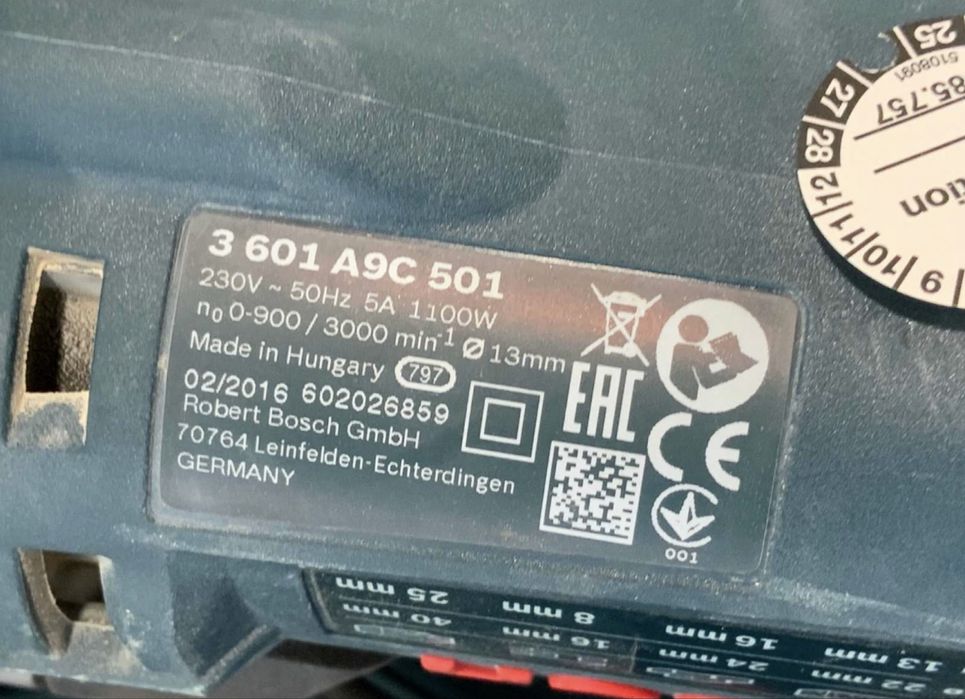 3 601 A9C 501
230V ~ 50Hz 5A 1100W
n₀ 0-900 / 3000 min⁻¹ Ø 13mm
Made in Hungary 797
02/2016 602026859
Robert Bosch GmbH
70764 Leinfelden-Echterdingen
GERMANY
EAC
CE
001
25
5108091
85.757
tion
27
28
12
11
10
9
25 mm 8 mm 16 mm 13 mm
40 mm 16 mm 24 mm 22 mm